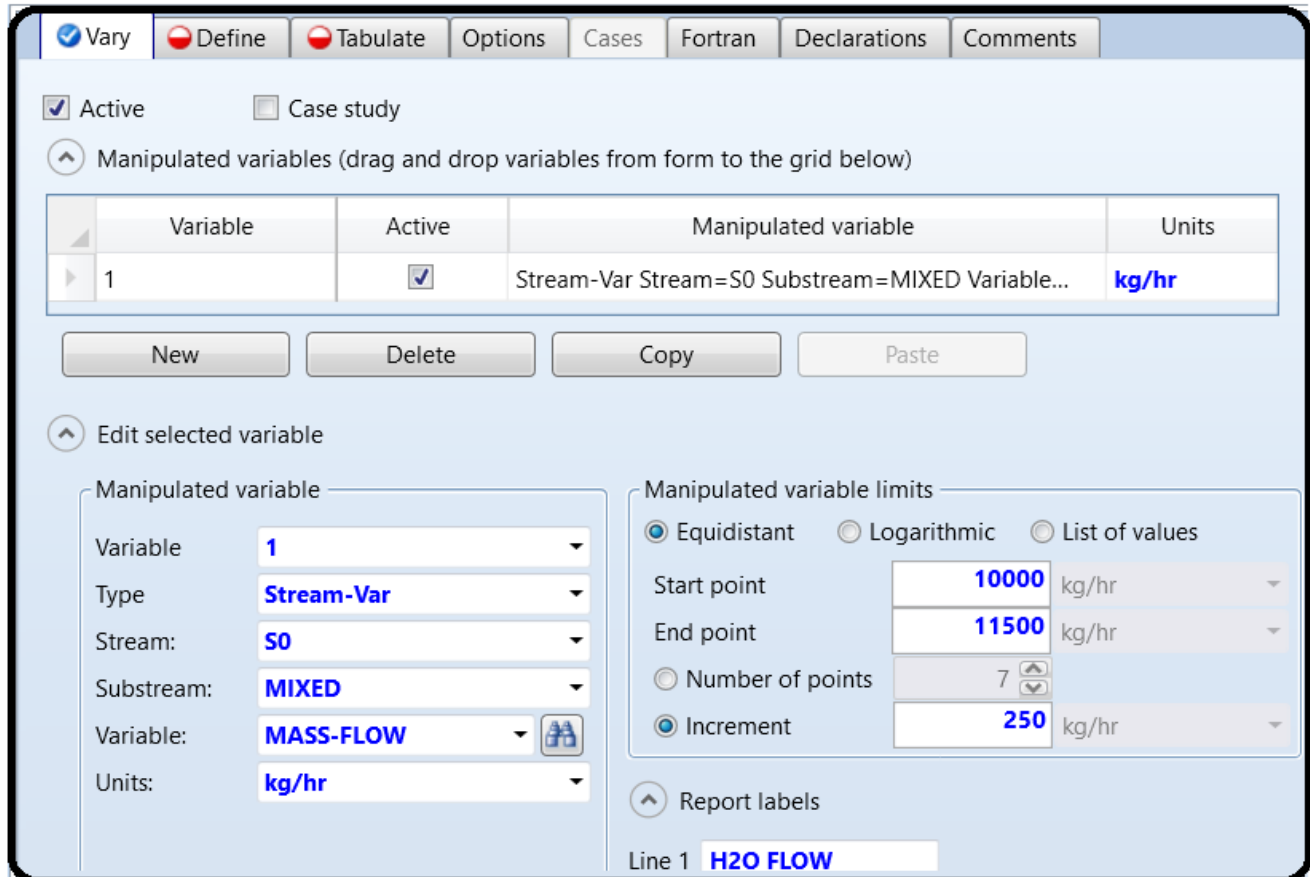 Vary Define Tabulate Options Cases Fortran Declarations Comments
Active Case study
Manipulated variables (drag and drop variables from form to the grid below)
Variable Active Manipulated variable Units
1 Stream-Var Stream=S0 Substream=MIXED Variable... kg/hr
New Delete Copy Paste
Edit selected variable
Manipulated variable
Variable 1
Type Stream-Var
Stream: S0
Substream: MIXED
Variable: MASS-FLOW
Units: kg/hr
Manipulated variable limits
Equidistant Logarithmic List of values
Start point 10000 kg/hr
End point 11500 kg/hr
Number of points 7
Increment 250 kg/hr
Report labels
Line 1 H2O FLOW